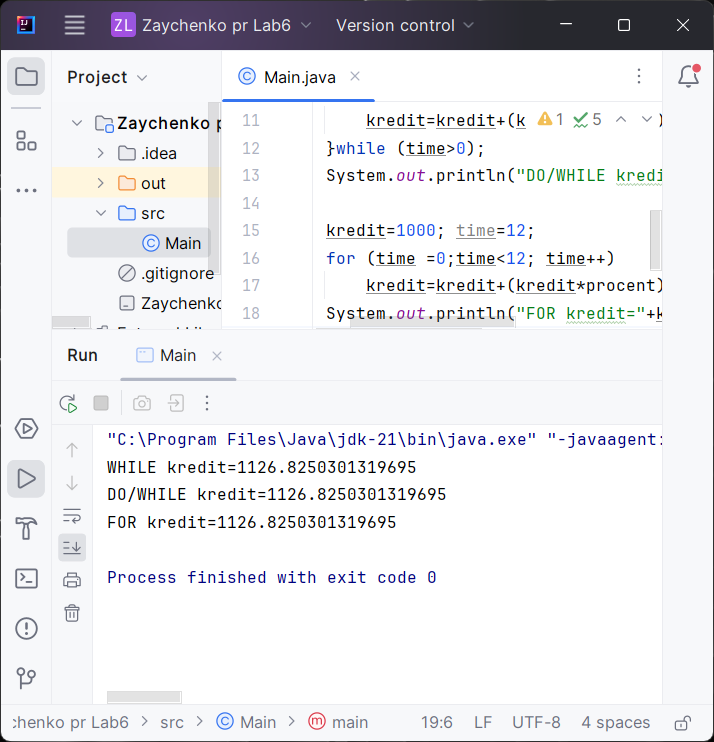 ZL Zaychenko pr Lab6 Version control
Project
Main.java
Zaychenko p
.idea
out
src
Main
.gitignore
Zaychenko
11 kredit=kredit+(k 1 5 )
12 }while (time>0);
13 System.out.println("DO/WHILE kredi
14
15 kredit=1000; time=12;
16 for (time =0;time<12; time++)
17 kredit=kredit+(kredit*procent)
18 System.out.println("FOR kredit="+k
Run Main
"C:\Program Files\Java\jdk-21\bin\java.exe" "-javaagent:
WHILE kredit=1126.8250301319695
DO/WHILE kredit=1126.8250301319695
FOR kredit=1126.8250301319695
Process finished with exit code 0
chenko pr Lab6 > src > Main > main 19:6 LF UTF-8 4 spaces